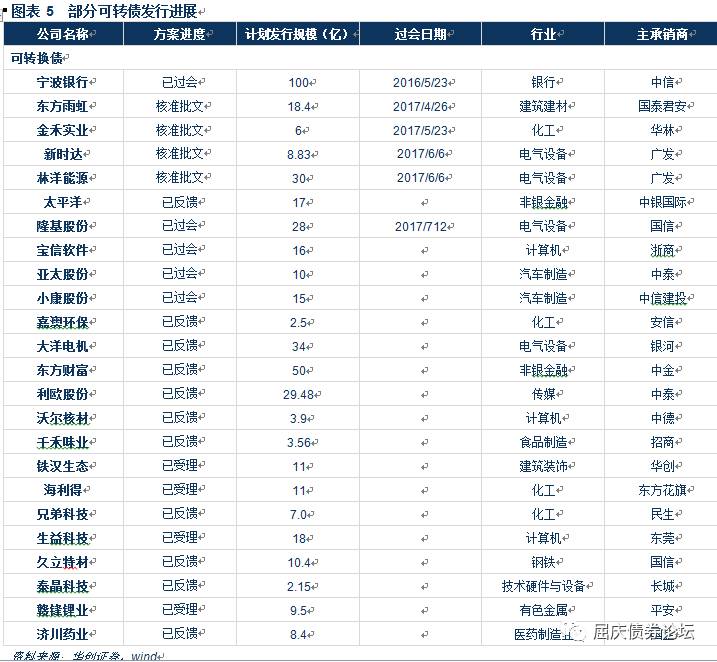 图表 5 部分可转债发行进展
公司名称 方案进度 计划发行规模（亿） 过会日期 行业 主承销商
可转换债
宁波银行 已过会 100 2016/5/23 银行 中信
东方雨虹 核准批文 18.4 2017/4/26 建筑建材 国泰君安
金禾实业 核准批文 6 2017/5/23 化工 华林
新时达 核准批文 8.83 2017/6/6 电气设备 广发
林洋能源 核准批文 30 2017/6/6 电气设备 广发
太平洋 已反馈 17 非银金融 中银国际
隆基股份 已过会 28 2017/712 电气设备 国信
宝信软件 已过会 16 计算机 浙商
亚太股份 已过会 10 汽车制造 中泰
小康股份 已过会 15 汽车制造 中信建投
嘉澳环保 已反馈 2.5 化工 安信
大洋电机 已反馈 34 电气设备 银河
东方财富 已反馈 50 非银金融 中金
利欧股份 已反馈 29.48 传媒 中泰
沃尔核材 已反馈 3.9 计算机 中德
千禾味业 已反馈 3.56 食品制造 招商
铁汉生态 已受理 11 建筑装饰 华创
海利得 已受理 11 化工 东方花旗
兄弟科技 已反馈 7.0 化工 民生
生益科技 已受理 18 计算机 东莞
久立特材 已反馈 10.4 钢铁 国信
泰晶科技 已反馈 2.15 技术硬件与设备 长城
赣锋锂业 已受理 9.5 有色金属 平安
济川药业 已反馈 8.4 医药制造业
屈庆债券论坛
资料来源：华创证券，wind